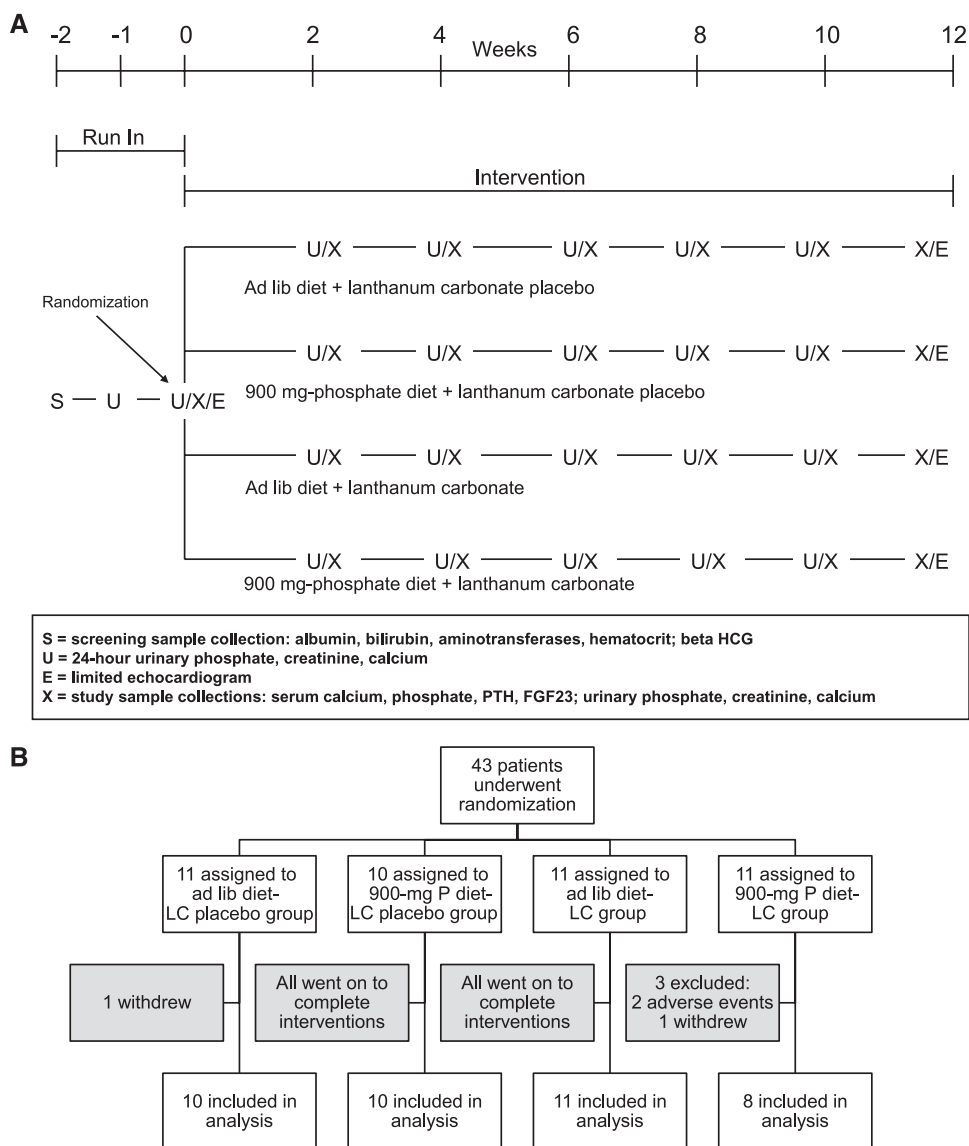 A
-2 -1 0 2 4 6 8 10 12
Weeks
Run In
Intervention
U/X U/X U/X U/X U/X X/E
Ad lib diet + lanthanum carbonate placebo
Randomization
U/X U/X U/X U/X U/X X/E
900 mg-phosphate diet + lanthanum carbonate placebo
S U U/X/E
U/X U/X U/X U/X U/X X/E
Ad lib diet + lanthanum carbonate
U/X U/X U/X U/X U/X X/E
900 mg-phosphate diet + lanthanum carbonate
S = screening sample collection: albumin, bilirubin, aminotransferases, hematocrit; beta HCG
U = 24-hour urinary phosphate, creatinine, calcium
E = limited echocardiogram
X = study sample collections: serum calcium, phosphate, PTH, FGF23; urinary phosphate, creatinine, calcium
B
43 patients
underwent
randomization
11 assigned to
ad lib diet-
LC placebo group
10 assigned to
900-mg P diet-
LC placebo group
11 assigned to
ad lib diet-
LC group
11 assigned to
900-mg P diet-
LC group
1 withdrew
All went on to
complete
interventions
All went on to
complete
interventions
3 excluded:
2 adverse events
1 withdrew
10 included in
analysis
10 included in
analysis
11 included in
analysis
8 included in
analysis